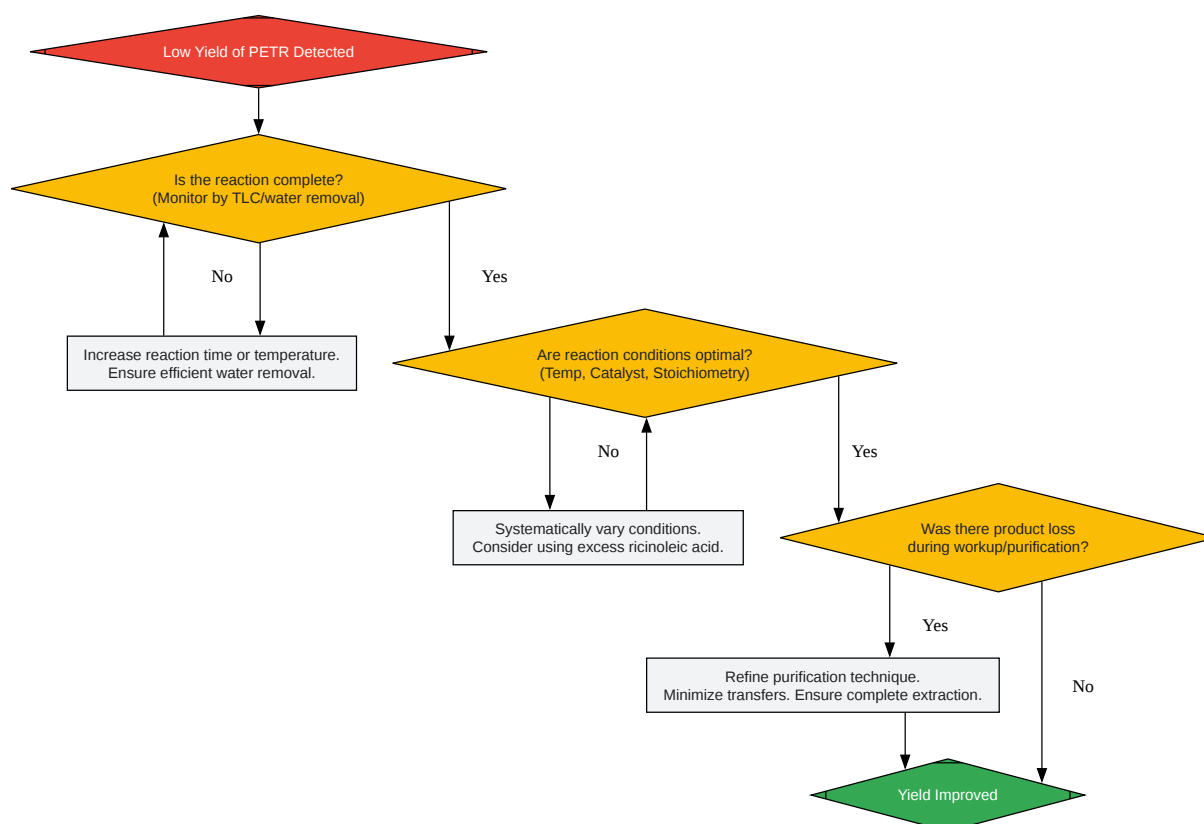 Low Yield of PETR Detected
Is the reaction complete?
(Monitor by TLC/water removal)
No
Yes
Increase reaction time or temperature.
Ensure efficient water removal.
Are reaction conditions optimal?
(Temp, Catalyst, Stoichiometry)
No
Yes
Systematically vary conditions.
Consider using excess ricinoleic acid.
Was there product loss
during workup/purification?
Yes
No
Refine purification technique.
Minimize transfers. Ensure complete extraction.
Yield Improved